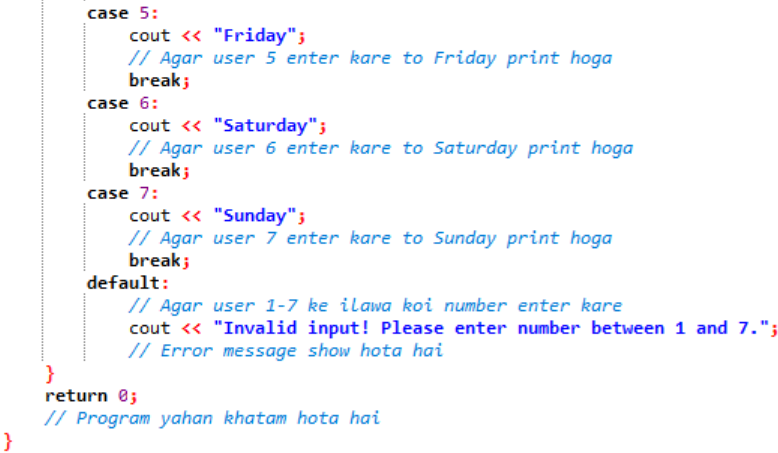 case 5:
cout << "Friday";
// Agar user 5 enter kare to Friday print hoga
break;
case 6:
cout << "Saturday";
// Agar user 6 enter kare to Saturday print hoga
break;
case 7:
cout << "Sunday";
// Agar user 7 enter kare to Sunday print hoga
break;
default:
// Agar user 1-7 ke ilawa koi number enter kare
cout << "Invalid input! Please enter number between 1 and 7.";
// Error message show hota hai
}
return 0;
// Program yahan khatam hota hai
}